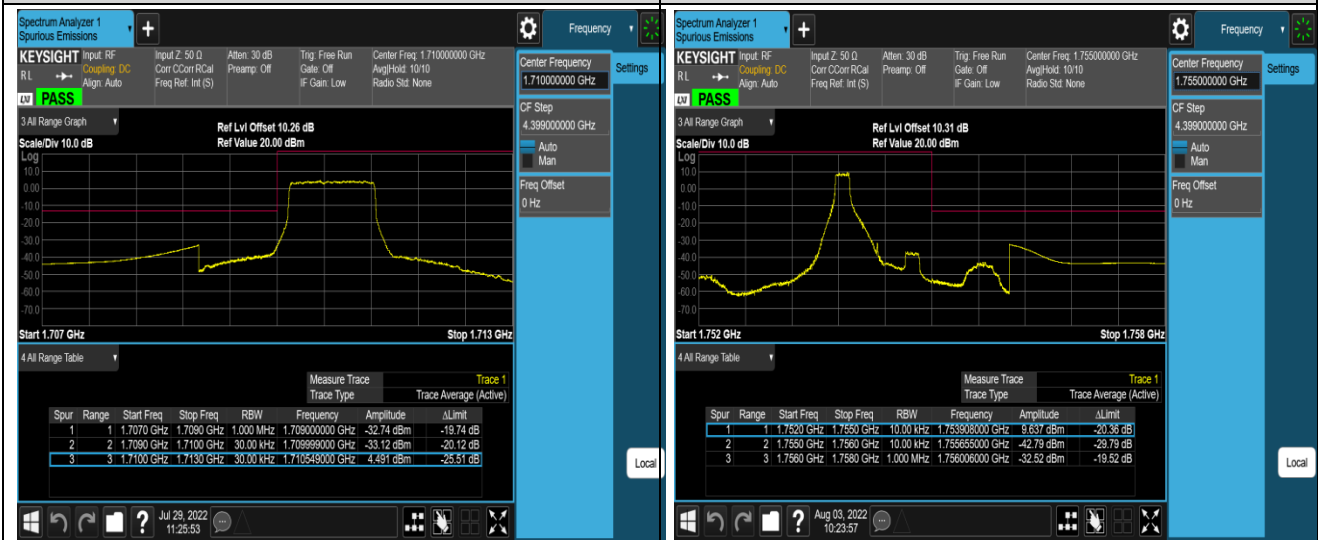 Spectrum Analyzer 1
Spurious Emissions
Frequency
KEYSIGHT Input: RF Input Z: 50 Ω Atten: 30 dB Trig: Free Run Center Freq: 1.710000000 GHz
RL Coupling: DC Corr CCorr RCal Preamp: Off Gate: Off Avg|Hold: 10/10
Align: Auto Freq Ref: Int (S) IF Gain: Low Radio Std: None
LXI PASS
Center Frequency
1.710000000 GHz
Settings
CF Step
4.399000000 GHz
Auto
Man
Freq Offset
0 Hz
3 All Range Graph
Ref Lvl Offset 10.26 dB
Scale/Div 10.0 dB Ref Value 20.00 dBm
Log
10.0
0.00
-10.0
-20.0
-30.0
-40.0
-50.0
-60.0
-70.0
Start 1.707 GHz Stop 1.713 GHz
4 All Range Table
Measure Trace Trace 1
Trace Type Trace Average (Active)
Spur Range Start Freq Stop Freq RBW Frequency Amplitude ΔLimit
1 1 1.7070 GHz 1.7090 GHz 1.000 MHz 1.709000000 GHz -32.74 dBm -19.74 dB
2 2 1.7090 GHz 1.7100 GHz 30.00 kHz 1.709999000 GHz -33.12 dBm -20.12 dB
3 3 1.7100 GHz 1.7130 GHz 30.00 kHz 1.710549000 GHz 4.491 dBm -25.51 dB
Local
Jul 29, 2022
11:25:53
Spectrum Analyzer 1
Spurious Emissions
Frequency
KEYSIGHT Input: RF Input Z: 50 Ω Atten: 30 dB Trig: Free Run Center Freq: 1.755000000 GHz
RL Coupling: DC Corr CCorr RCal Preamp: Off Gate: Off Avg|Hold: 10/10
Align: Auto Freq Ref: Int (S) IF Gain: Low Radio Std: None
LXI PASS
Center Frequency
1.755000000 GHz
Settings
CF Step
4.399000000 GHz
Auto
Man
Freq Offset
0 Hz
3 All Range Graph
Ref Lvl Offset 10.31 dB
Scale/Div 10.0 dB Ref Value 20.00 dBm
Log
10.0
0.00
-10.0
-20.0
-30.0
-40.0
-50.0
-60.0
-70.0
Start 1.752 GHz Stop 1.758 GHz
4 All Range Table
Measure Trace Trace 1
Trace Type Trace Average (Active)
Spur Range Start Freq Stop Freq RBW Frequency Amplitude ΔLimit
1 1 1.7520 GHz 1.7550 GHz 10.00 kHz 1.753908000 GHz 9.637 dBm -20.36 dB
2 2 1.7550 GHz 1.7560 GHz 10.00 kHz 1.755655000 GHz -42.79 dBm -29.79 dB
3 3 1.7560 GHz 1.7580 GHz 1.000 MHz 1.756006000 GHz -32.52 dBm -19.52 dB
Local
Aug 03, 2022
10:23:57